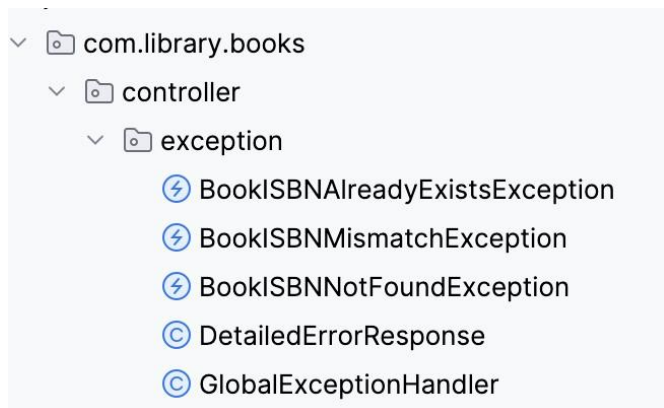 com.library.books
controller
exception
BookISBNAlreadyExistsException
BookISBNMismatchException
BookISBNNotFoundException
C DetailedErrorResponse
C GlobalExceptionHandler